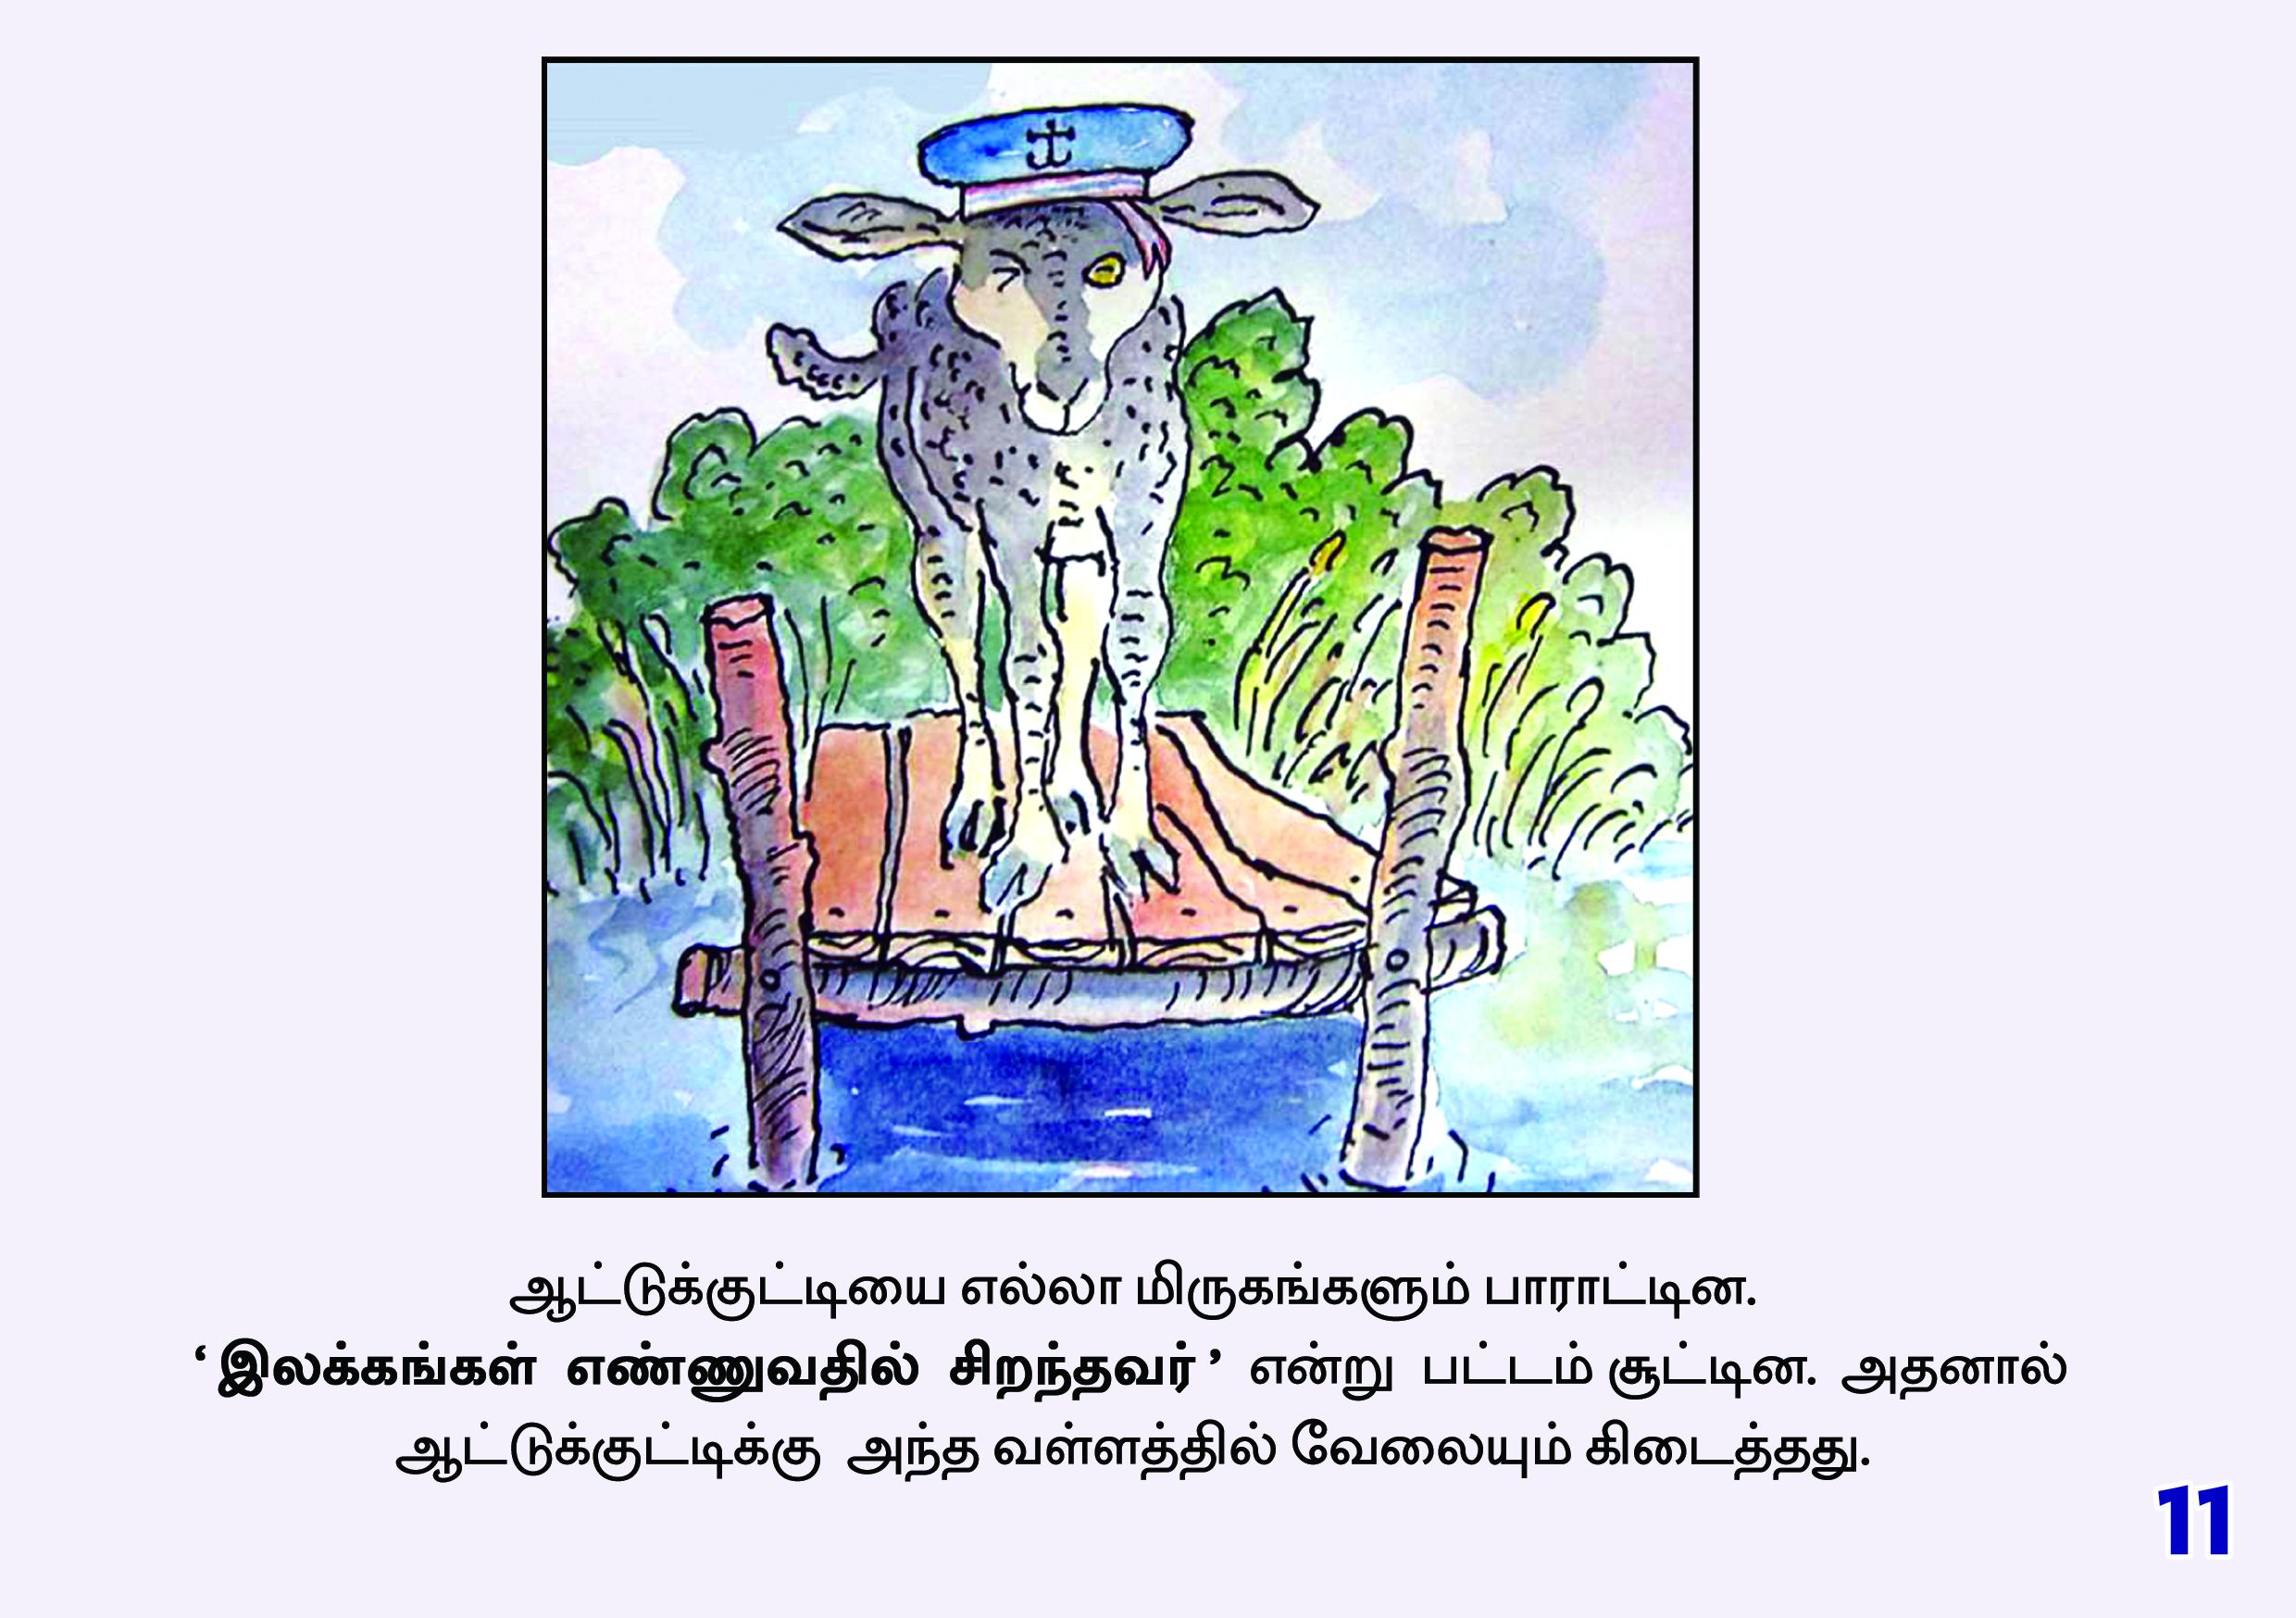 ஆட்டுக்குட்டியை எல்லா மிருகங்களும் பாராட்டின.
‘இலக்கங்கள் எண்ணுவதில் சிறந்தவர்’ என்று பட்டம் சூட்டின. அதனால்
ஆட்டுக்குட்டிக்கு அந்த வள்ளத்தில் வேலையும் கிடைத்தது.
11